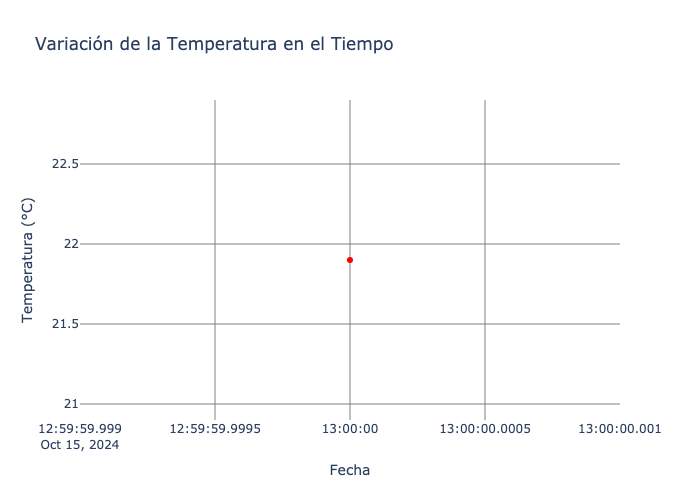 Variación de la Temperatura en el Tiempo
Temperatura (°C)
22.5
22
21.5
21
12:59:59.999 12:59:59.9995 13:00:00 13:00:00.0005 13:00:00.001
Oct 15, 2024
Fecha